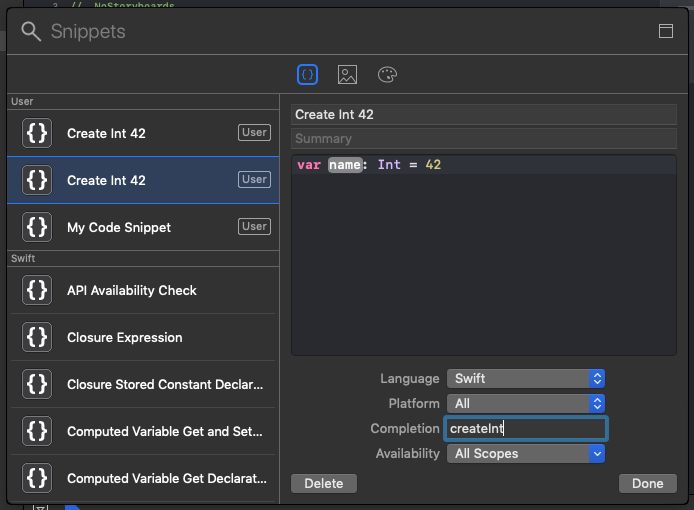 // NoStoryboards
Snippets
User
Create Int 42
User
Create Int 42
User
My Code Snippet
User
Swift
API Availability Check
Closure Expression
Closure Stored Constant Declar...
Computed Variable Get and Set...
Computed Variable Get Declarat...
Create Int 42
Summary
var name: Int = 42
Language Swift
Platform All
Completion createInt
Availability All Scopes
Delete
Done